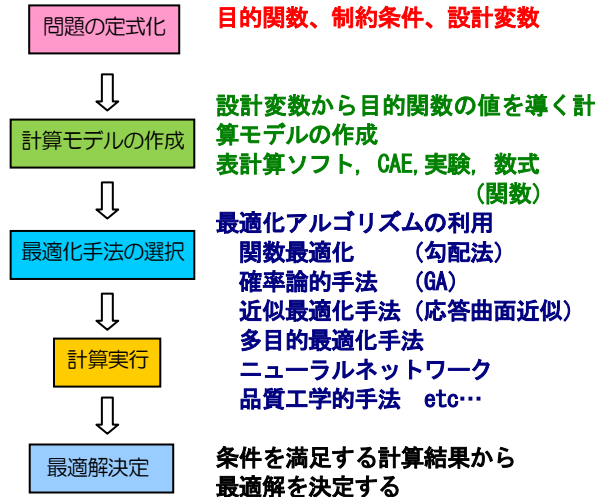 問題の定式化
目的関数、制約条件、設計変数
計算モデルの作成
設計変数から目的関数の値を導く計
算モデルの作成
表計算ソフト, CAE,実験, 数式
(関数)
最適化手法の選択
最適化アルゴリズムの利用
関数最適化 (勾配法)
確率論的手法 (GA)
近似最適化手法(応答曲面近似)
多目的最適化手法
ニューラルネットワーク
品質工学的手法 etc…
計算実行
最適解決定
条件を満足する計算結果から
最適解を決定する